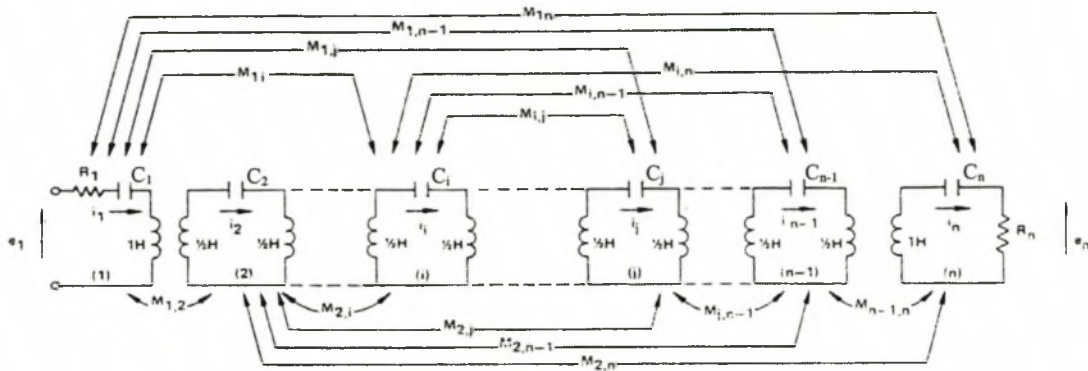 M1n
M1,n-1
M1,j
M1i Mi,n
Mi,n-1
Mi,j
R1 C1 C2 Ci Cj Cn-1 Cn
i1 i2 ii ij in-1 in
e1 1H ½H ½H ½H ½H ½H ½H ½H ½H 1H Rn en
(1) (2) (i) (j) (n-1) (n)
M1,2 M2,i Mj,n-1 Mn-1,n
M2,j
M2,n-1
M2,n